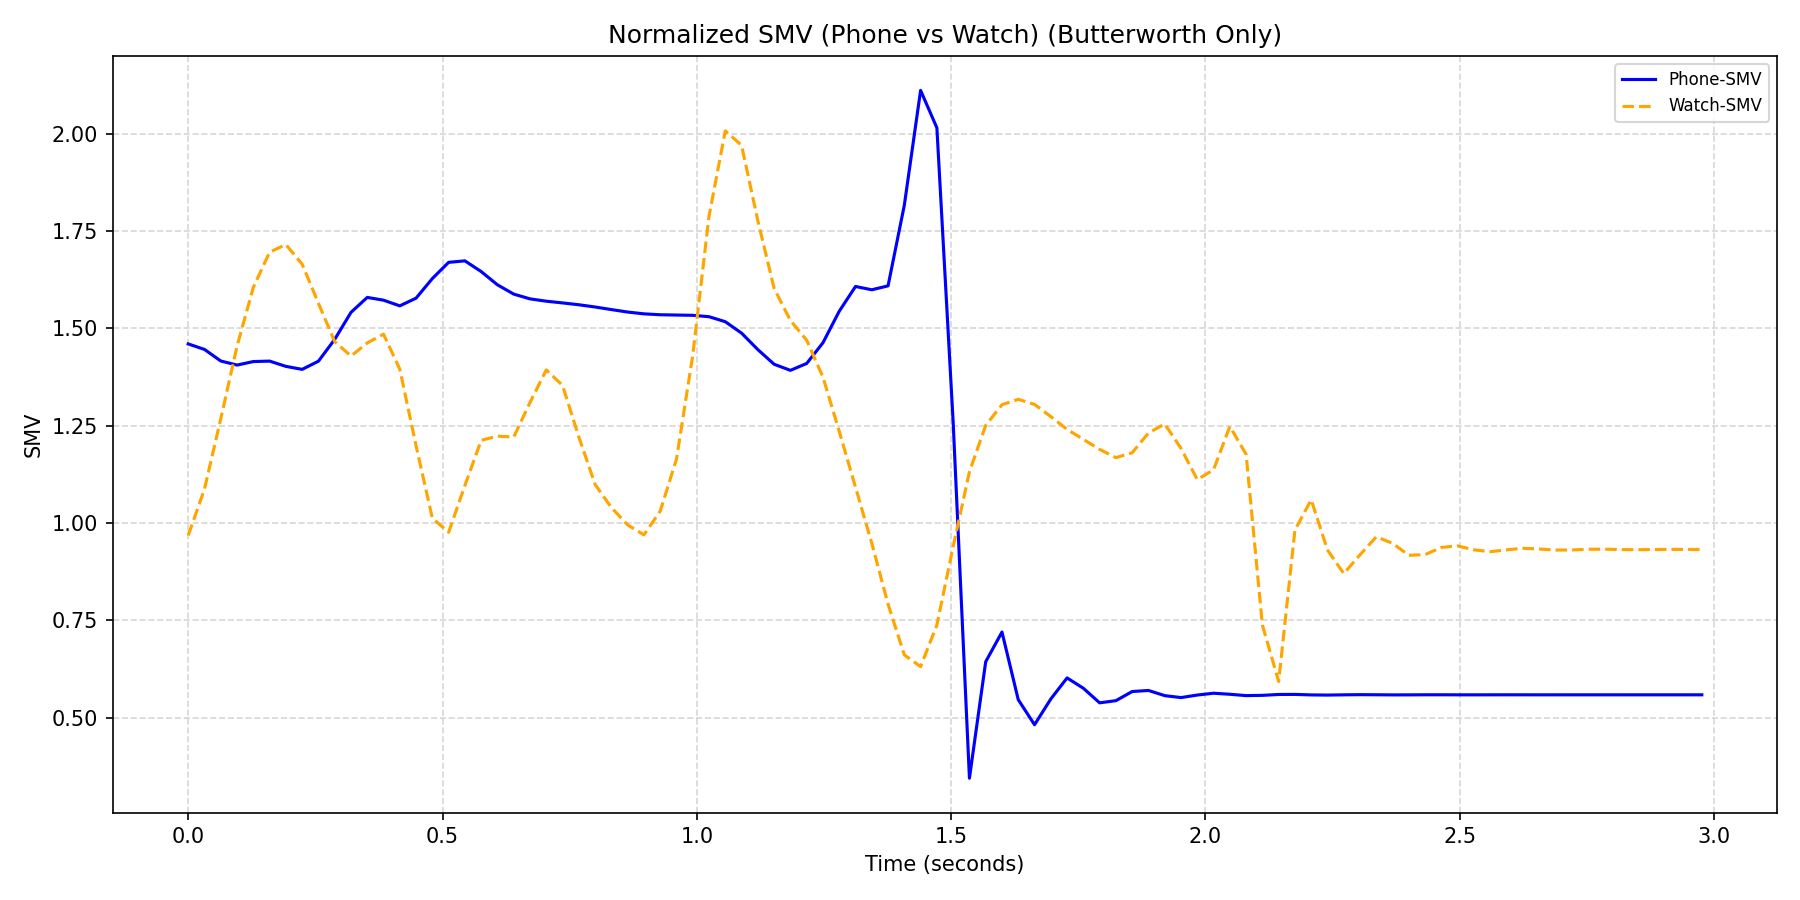 Normalized SMV (Phone vs Watch) (Butterworth Only)
Phone-SMV
Watch-SMV
SMV
2.00
1.75
1.50
1.25
1.00
0.75
0.50
0.0 0.5 1.0 1.5 2.0 2.5 3.0
Time (seconds)